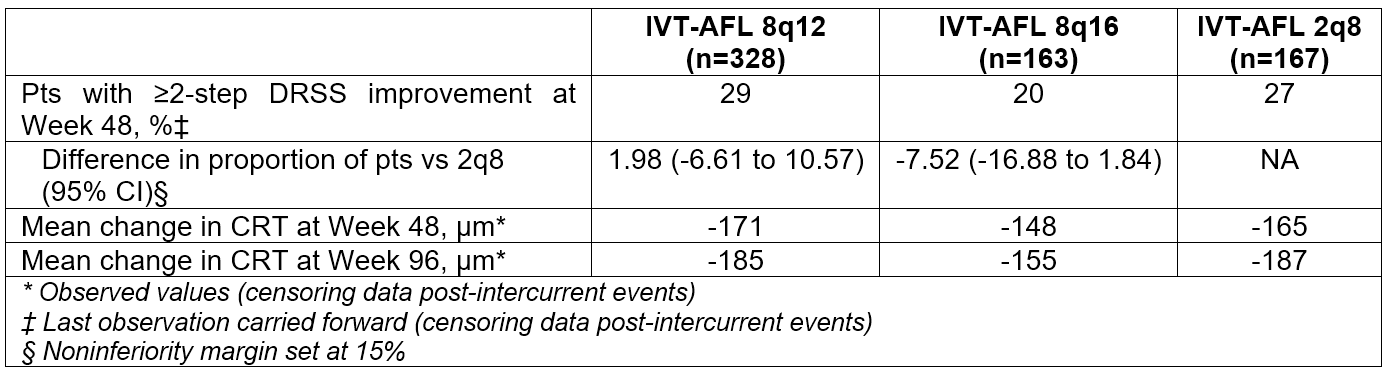 IVT-AFL 8q12 IVT-AFL 8q16 IVT-AFL 2q8
(n=328) (n=163) (n=167)
Pts with ≥2-step DRSS improvement at 29 20 27
Week 48, %‡
Difference in proportion of pts vs 2q8 1.98 (-6.61 to 10.57) -7.52 (-16.88 to 1.84) NA
(95% CI)§
Mean change in CRT at Week 48, µm* -171 -148 -165
Mean change in CRT at Week 96, µm* -185 -155 -187
* Observed values (censoring data post-intercurrent events)
‡ Last observation carried forward (censoring data post-intercurrent events)
§ Noninferiority margin set at 15%